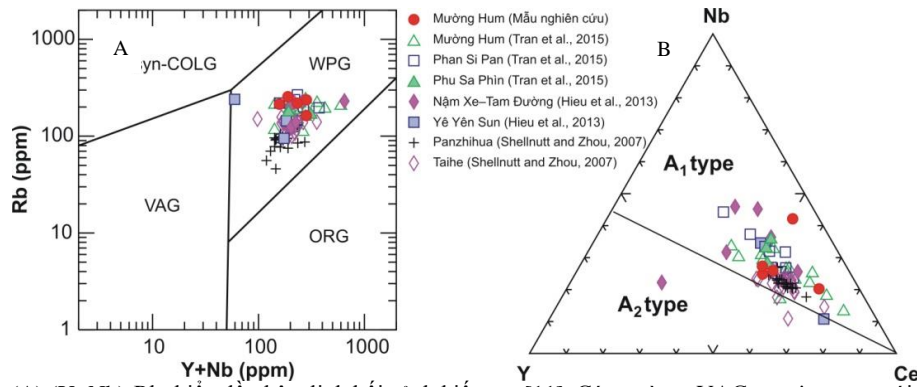 1000
100
10
1
Rb (ppm)
A
yn-COLG
WPG
VAG
ORG
10
100
1000
Y+Nb (ppm)
Mường Hum (Mẫu nghiên cứu)
Mường Hum (Tran et al., 2015)
Phan Si Pan (Tran et al., 2015)
Phu Sa Phìn (Tran et al., 2015)
Nậm Xe–Tam Đường (Hieu et al., 2013)
Yê Yên Sun (Hieu et al., 2013)
Panzhihua (Shellnutt and Zhou, 2007)
Taihe (Shellnutt and Zhou, 2007)
B
Nb
A1 type
A2 type
Y
Ce